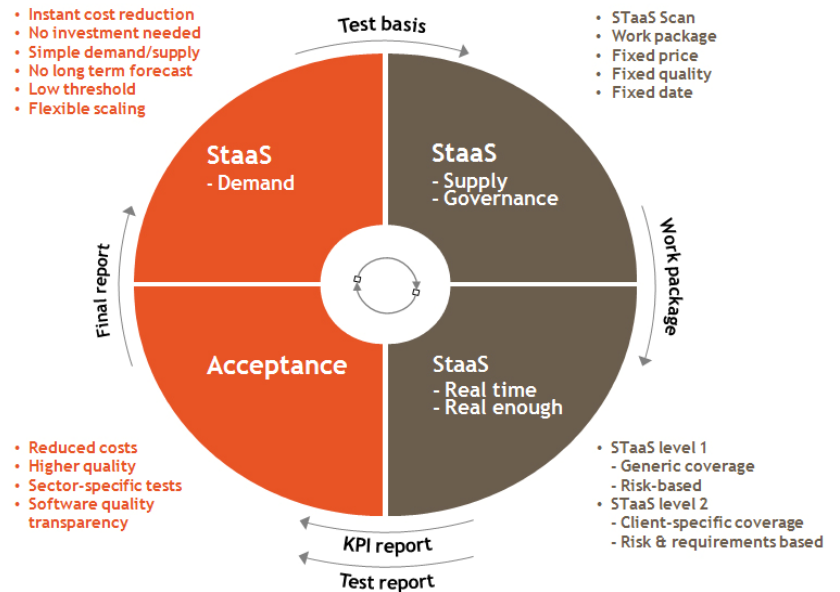 • Instant cost reduction
• No investment needed
• Simple demand/supply
• No long term forecast
• Low threshold
• Flexible scaling
Test basis
• STaaS Scan
• Work package
• Fixed price
• Fixed quality
• Fixed date
StaaS
- Demand
StaaS
- Supply
- Governance
Final report
Work package
Acceptance
StaaS
- Real time
- Real enough
• Reduced costs
• Higher quality
• Sector-specific tests
• Software quality
transparency
• STaaS level 1
- Generic coverage
- Risk-based
• STaaS level 2
- Client-specific coverage
- Risk & requirements based
KPI report
Test report